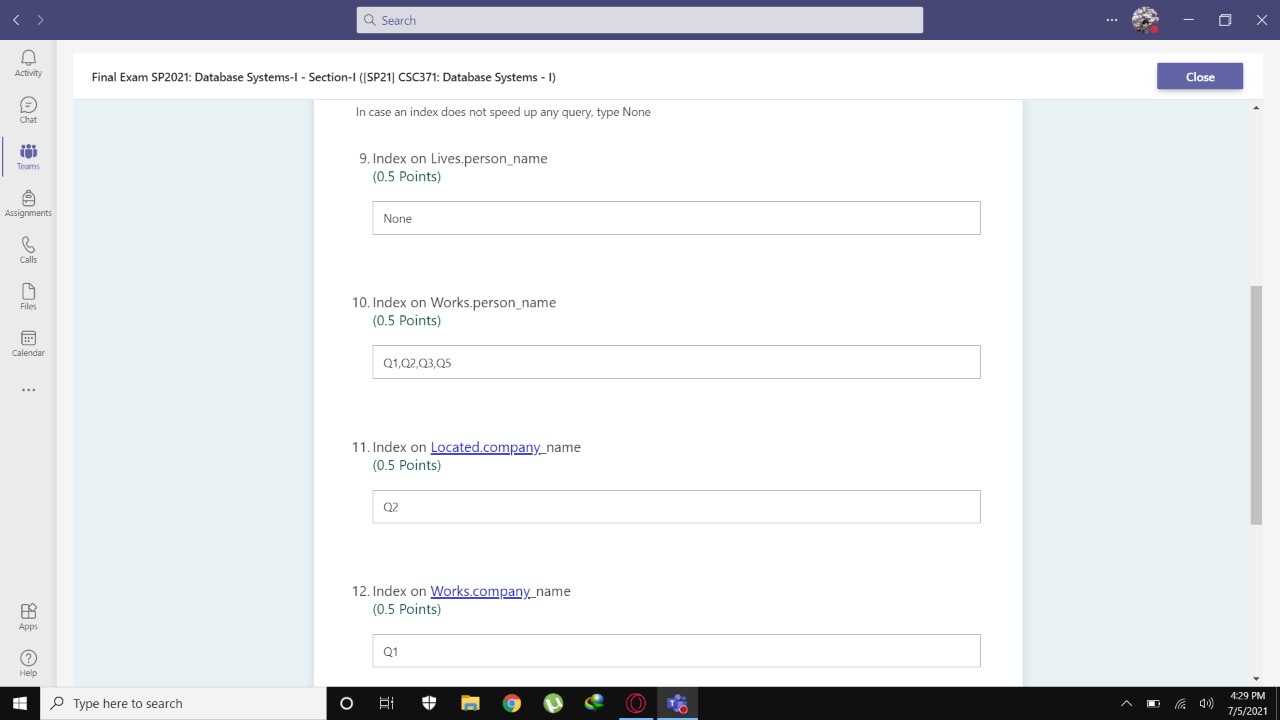 Search
Final Exam SP2021: Database Systems-I - Section-I ([SP21] CSC371: Database Systems - I)
Close
Activity
Chat
Teams
Assignments
Calls
Files
Calendar
Apps
Help
In case an index does not speed up any query, type None
9. Index on Lives.person_name
(0.5 Points)
None
10. Index on Works.person_name
(0.5 Points)
Q1,Q2,Q3,Q5
11. Index on Located.company_name
(0.5 Points)
Q2
12. Index on Works.company_name
(0.5 Points)
Q1
Type here to search
4:29 PM
7/5/2021